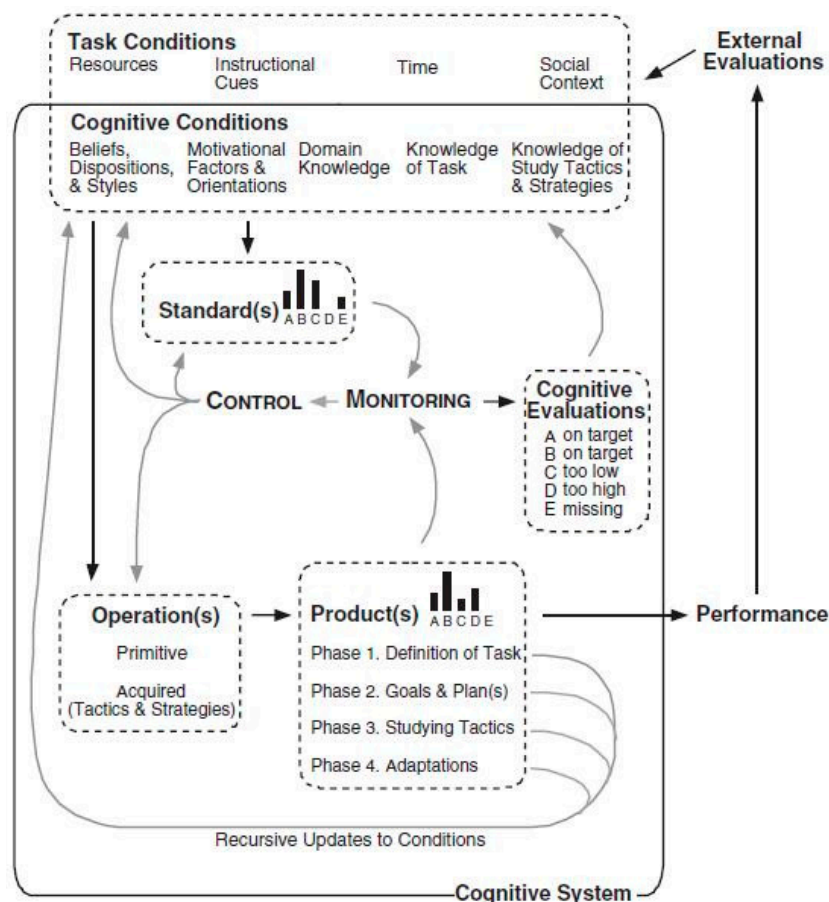 Task Conditions
Resources
Instructional
Cues
Time
Social
Context
External
Evaluations
Cognitive Conditions
Beliefs,
Dispositions,
& Styles
Motivational
Factors &
Orientations
Domain
Knowledge
Knowledge
of Task
Knowledge of
Study Tactics
& Strategies
Standard(s)
A B C D E
CONTROL
MONITORING
Cognitive
Evaluations
A on target
B on target
C too low
D too high
E missing
Operation(s)
Primitive
Acquired
(Tactics & Strategies)
Product(s)
A B C D E
Phase 1. Definition of Task
Phase 2. Goals & Plan(s)
Phase 3. Studying Tactics
Phase 4. Adaptations
Performance
Recursive Updates to Conditions
Cognitive System